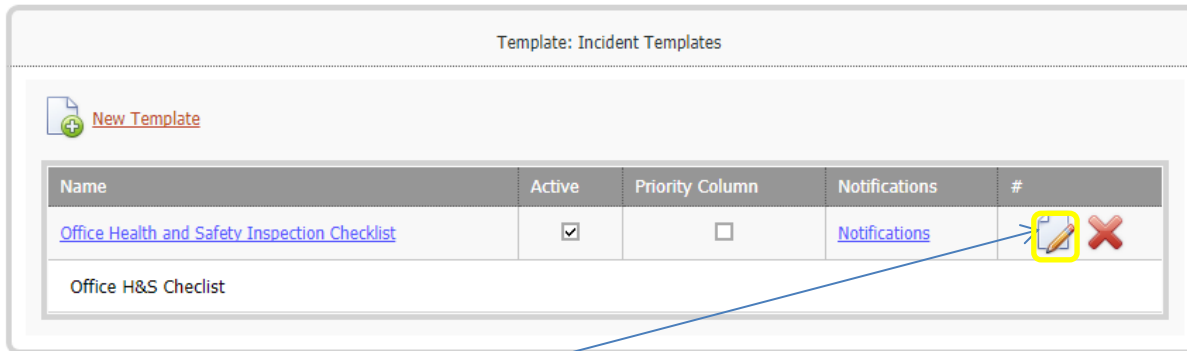 Template: Incident Templates
New Template
Name Active Priority Column Notifications #
Office Health and Safety Inspection Checklist Notifications
Office H&S Checlist